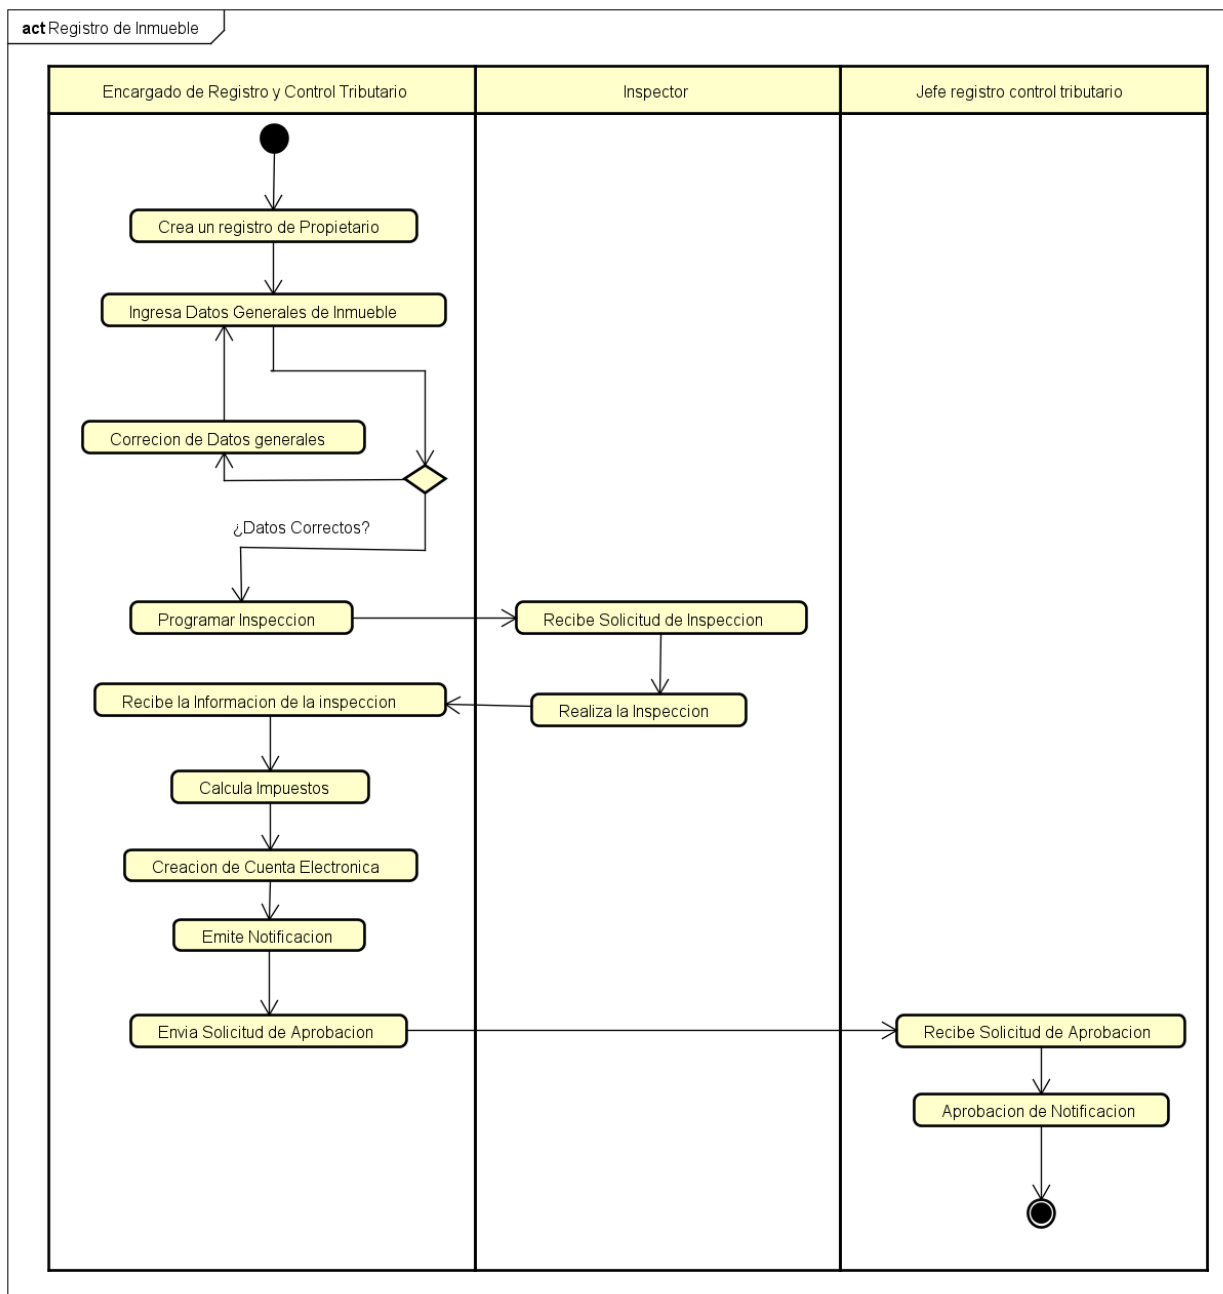 act Registro de Inmueble
Encargado de Registro y Control Tributario
Inspector
Jefe registro control tributario
Crea un registro de Propietario
Ingresa Datos Generales de Inmueble
Correcion de Datos generales
¿Datos Correctos?
Programar Inspeccion
Recibe Solicitud de Inspeccion
Recibe la Informacion de la inspeccion
Realiza la Inspeccion
Calcula Impuestos
Creacion de Cuenta Electronica
Emite Notificacion
Envia Solicitud de Aprobacion
Recibe Solicitud de Aprobacion
Aprobacion de Notificacion